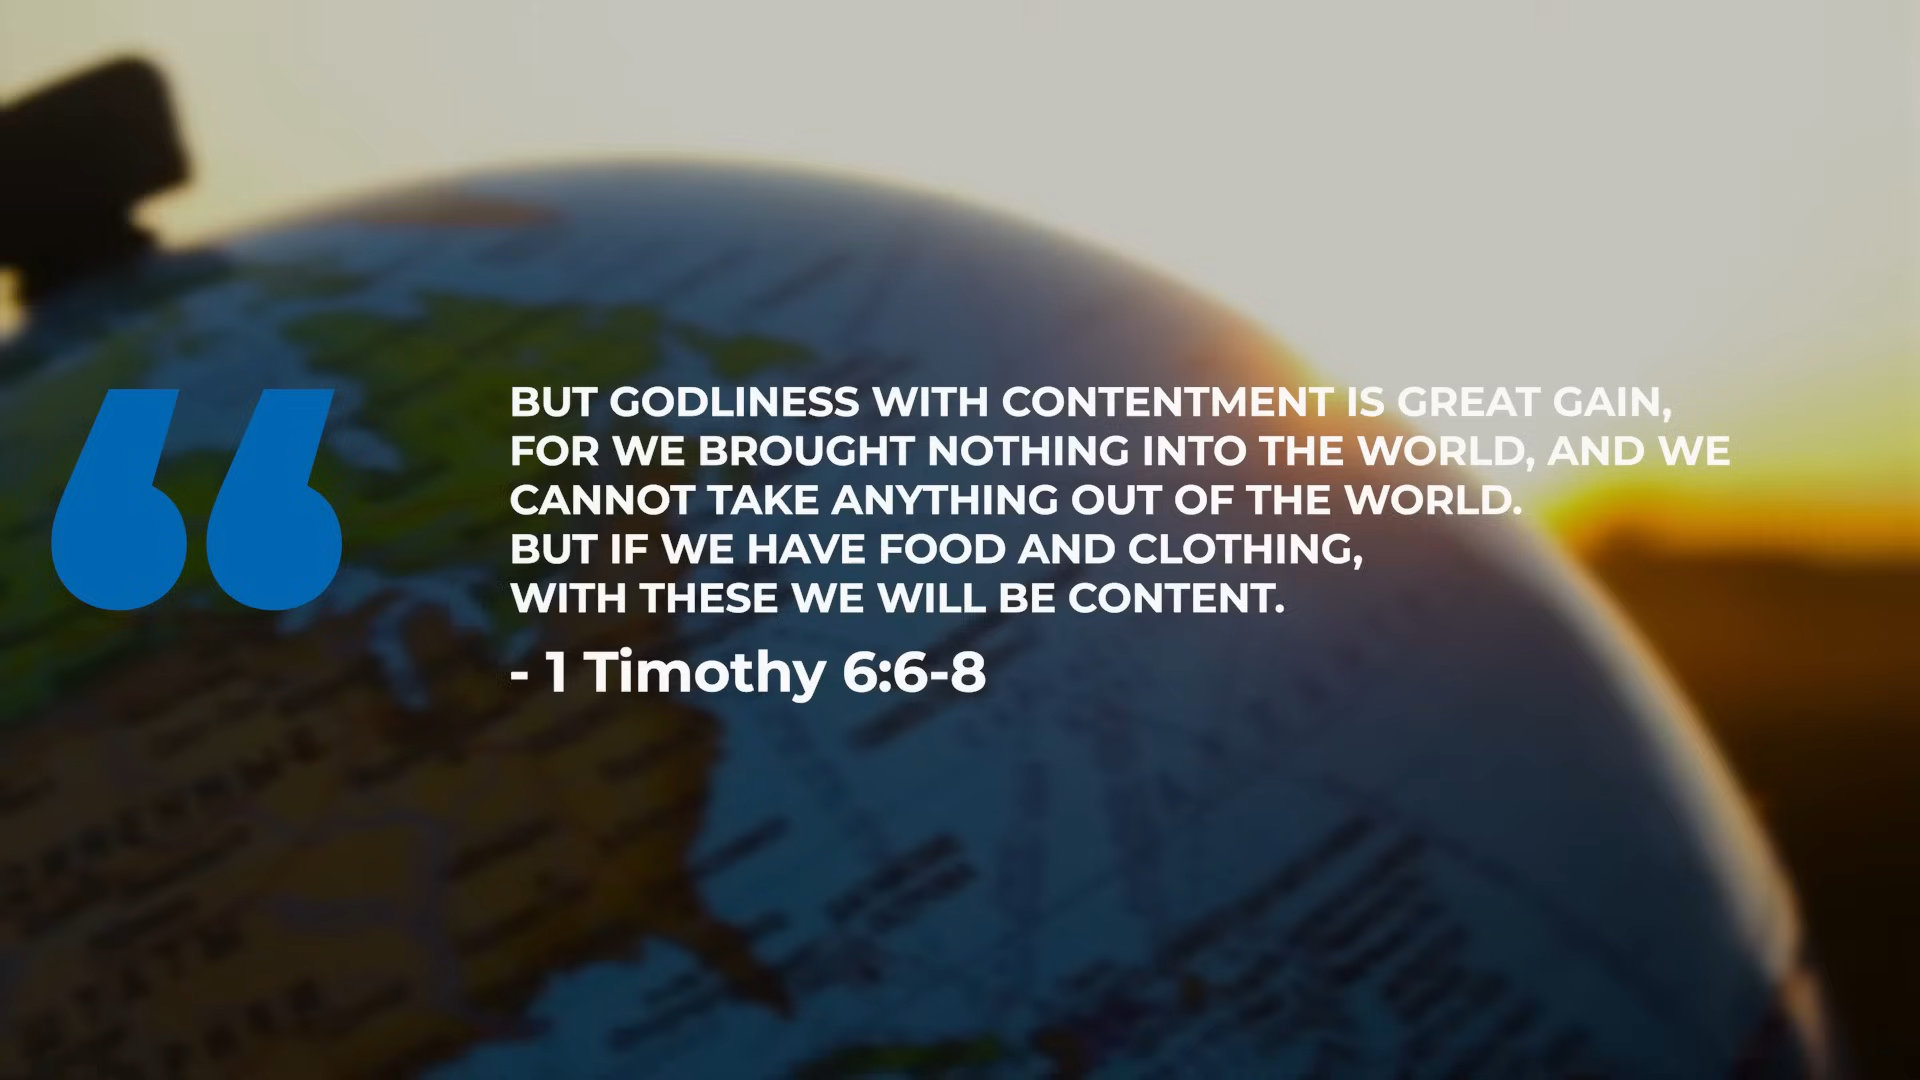 “
BUT GODLINESS WITH CONTENTMENT IS GREAT GAIN,
FOR WE BROUGHT NOTHING INTO THE WORLD, AND WE
CANNOT TAKE ANYTHING OUT OF THE WORLD.
BUT IF WE HAVE FOOD AND CLOTHING,
WITH THESE WE WILL BE CONTENT.
- 1 Timothy 6:6-8